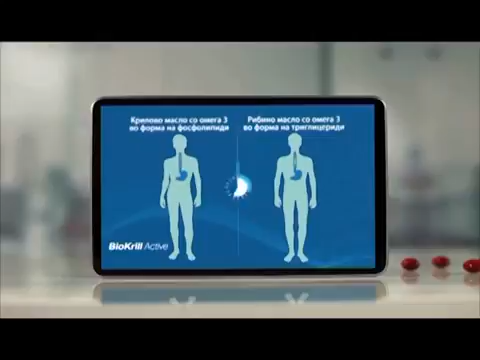 Крилово масло со омега 3
во форма на фосфолипиди
Рибино масло со омега 3
во форма на триглицериди
BioKrill Active